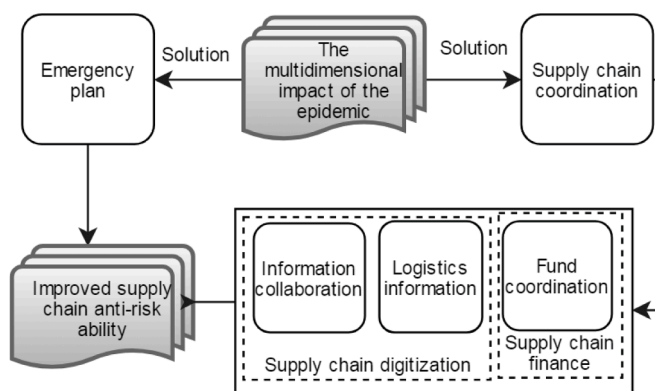 Emergency
plan
Solution
The
multidimensional
impact of the
epidemic
Solution
Supply chain
coordination
Improved supply
chain anti-risk
ability
Information
collaboration
Logistics
information
Fund
coordination
Supply chain digitization
Supply chain
finance